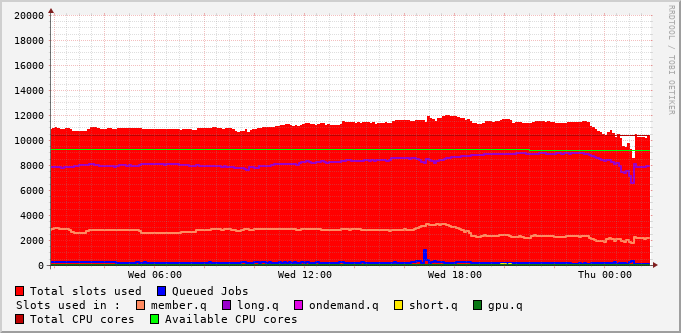 20000
18000
16000
14000
12000
10000
8000
6000
4000
2000
0
Wed 06:00 Wed 12:00 Wed 18:00 Thu 00:00
RRDTOOL / TOBI OETIKER
Total slots used Queued Jobs
Slots used in : member.q long.q ondemand.q short.q gpu.q
Total CPU cores Available CPU cores